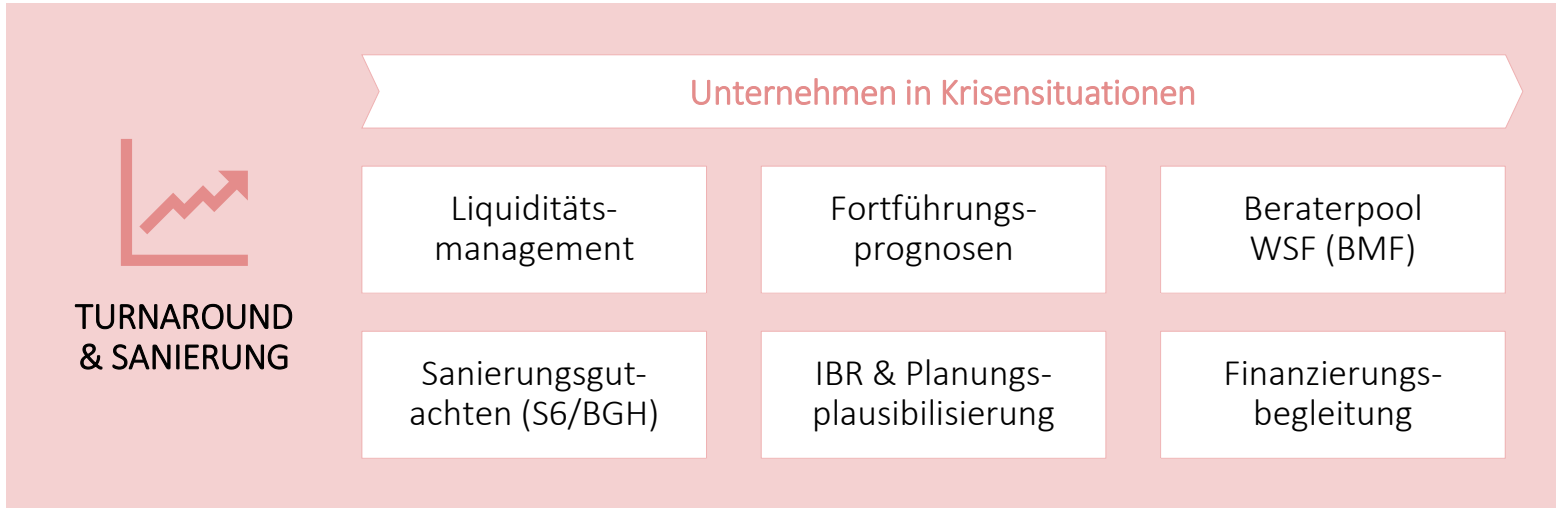 Unternehmen in Krisensituationen
TURNAROUND
& SANIERUNG
Liquiditäts-
management
Fortführungs-
prognosen
Beraterpool
WSF (BMF)
Sanierungsgut-
achten (S6/BGH)
IBR & Planungs-
plausibilisierung
Finanzierungs-
begleitung